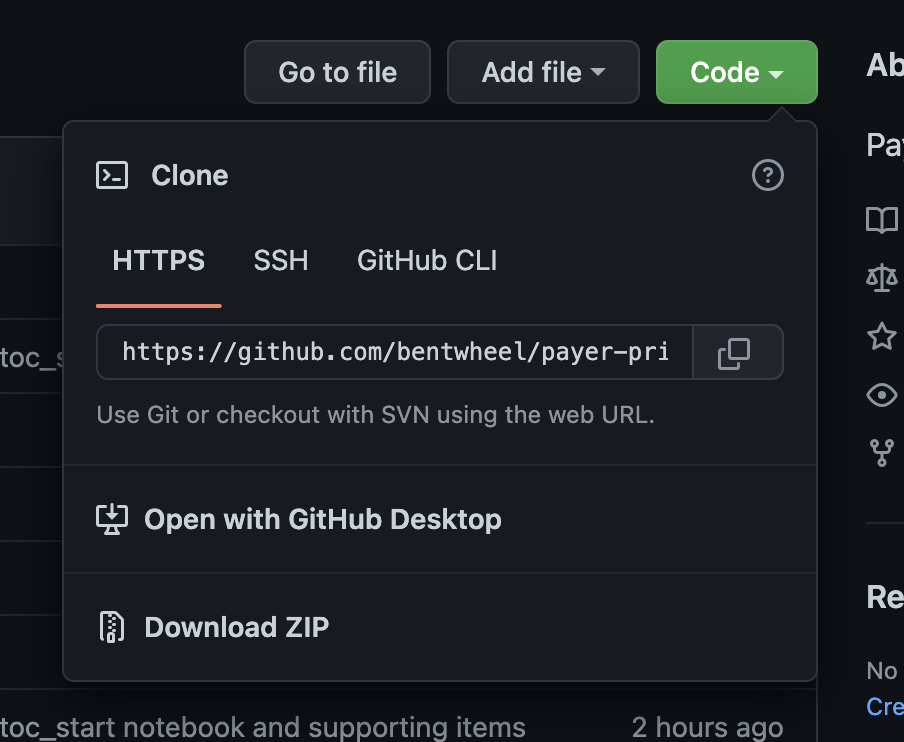 Go to file
Add file
Code
Ab
Clone
Pay
HTTPS SSH GitHub CLI
https://github.com/bentwheel/payer-pri
toc_s
Use Git or checkout with SVN using the web URL.
Open with GitHub Desktop
Re
Download ZIP
No
Cre
toc_start notebook and supporting items 2 hours ago